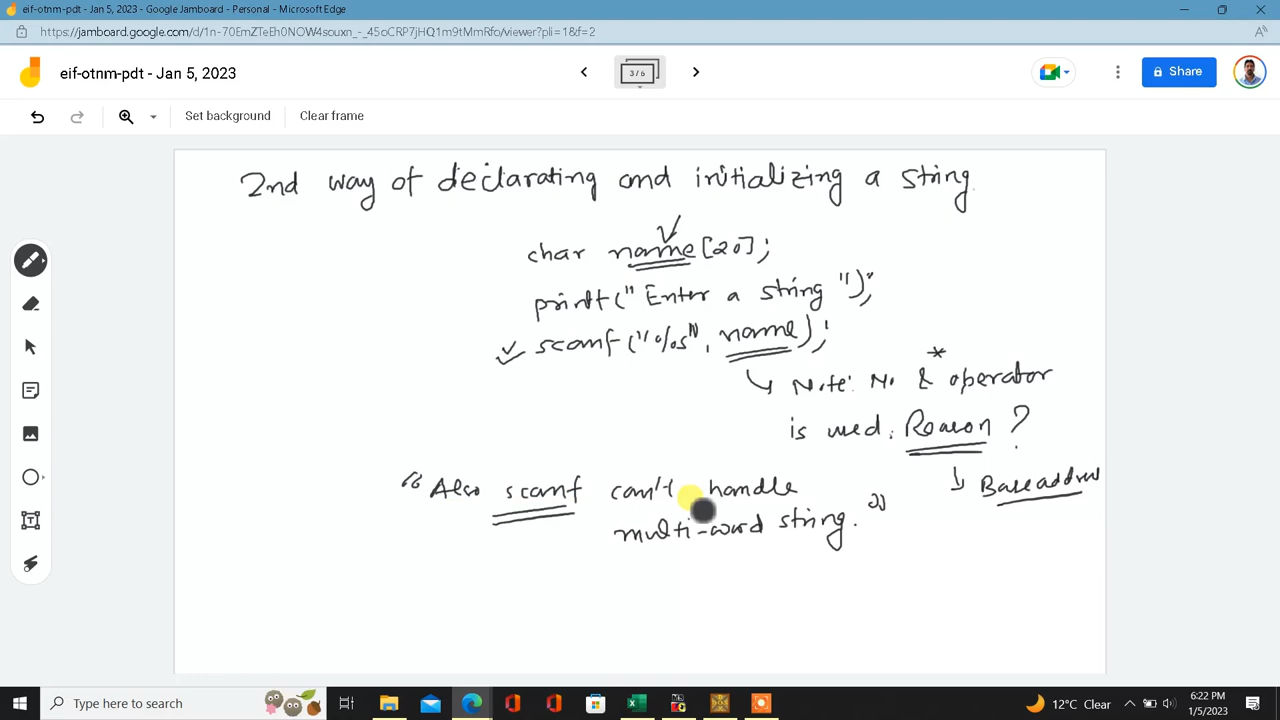 eif-otnm-pdt - Jan 5, 2023 - Google Jamboard - Personal - Microsoft Edge
https://jamboard.google.com/d/1n-70EmZTeEh0NOW4souxn_-_45oCRP7jHQ1m9tMmRfo/viewer?pli=1&f=2
eif-otnm-pdt - Jan 5, 2023
3/6
Share
Set background
Clear frame
2nd way of declarating and initializing a string.
char name[20];
printf("Enter a string");
scanf("%s", name);
Note: No & operator
is used. Reason?
Base address
"Also scanf can't handle
multi-word string."
Type here to search
12°C Clear
6:22 PM
1/5/2023